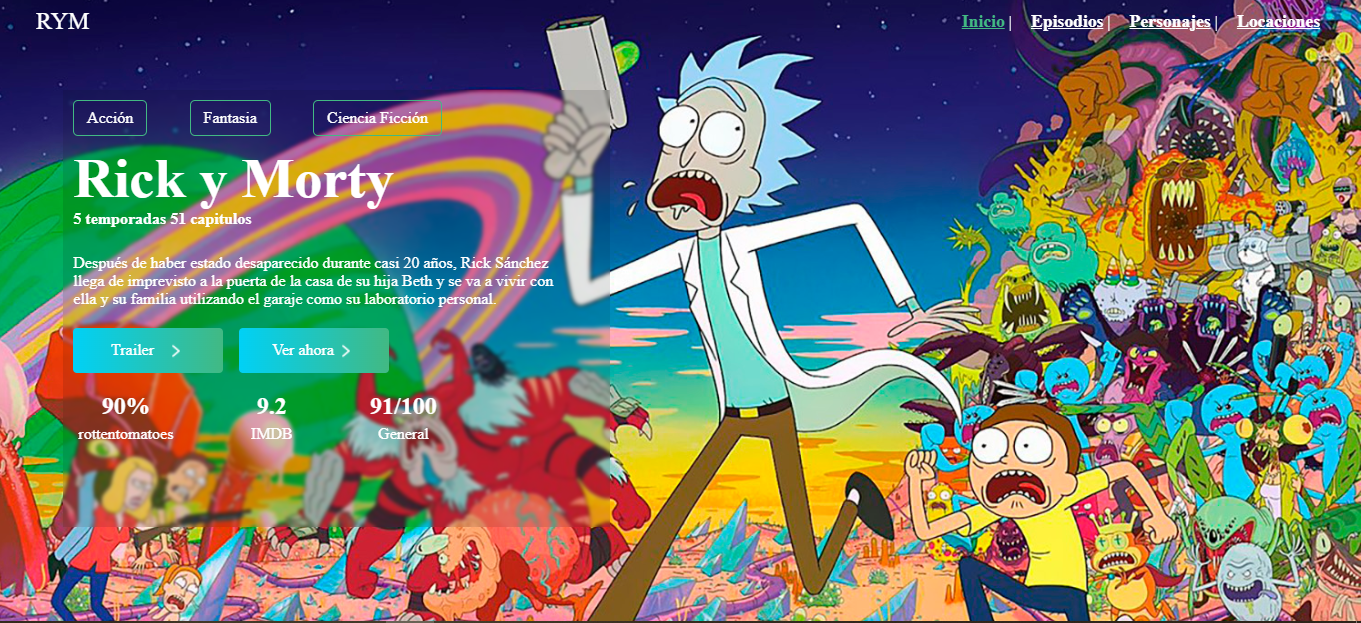 RYM
Inicio | Episodios | Personajes | Locaciones
Acción Fantasia Ciencia Ficción
Rick y Morty
5 temporadas 51 capitulos
Después de haber estado desaparecido durante casi 20 años, Rick Sánchez
llega de imprevisto a la puerta de la casa de su hija Beth y se va a vivir con
ella y su familia utilizando el garaje como su laboratorio personal.
Trailer > Ver ahora >
90% 9.2 91/100
rottentomatoes IMDB General